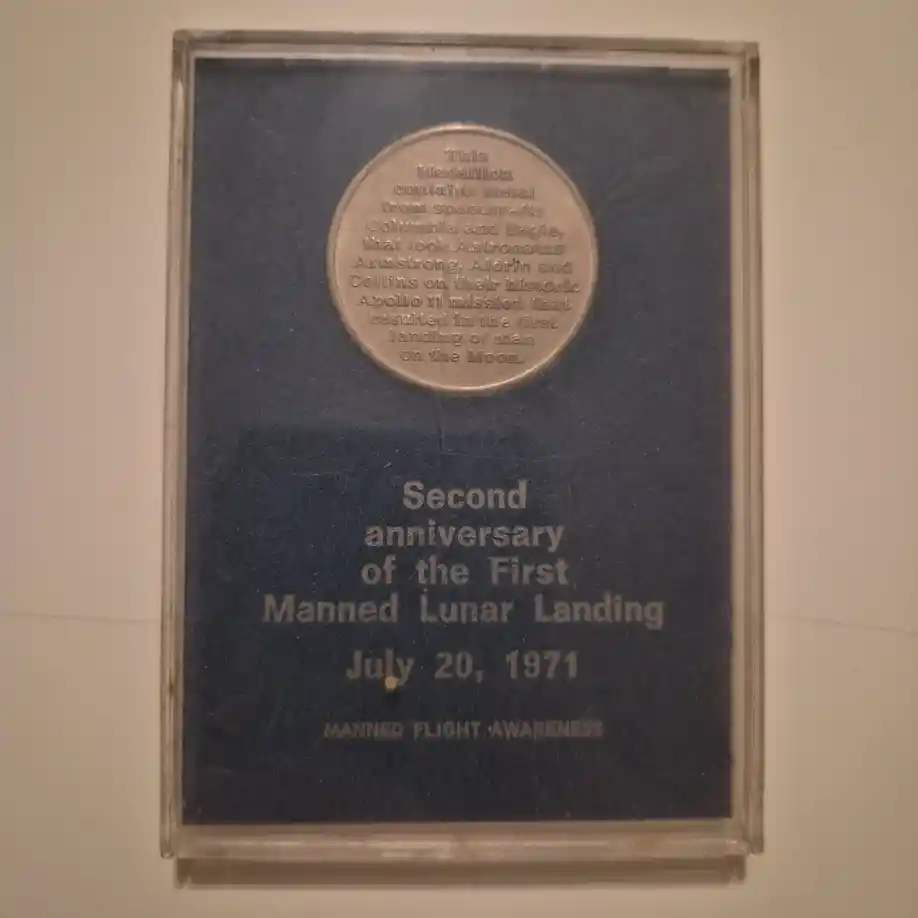 This
Medallion
contains metal
from spacecrafts
Columbia and Eagle,
that took Astronauts
Armstrong, Aldrin and
Collins on their historic
Apollo 11 mission that
resulted in the first
landing of man
on the Moon.
Second
anniversary
of the First
Manned Lunar Landing
July 20, 1971
MANNED FLIGHT AWARENESS